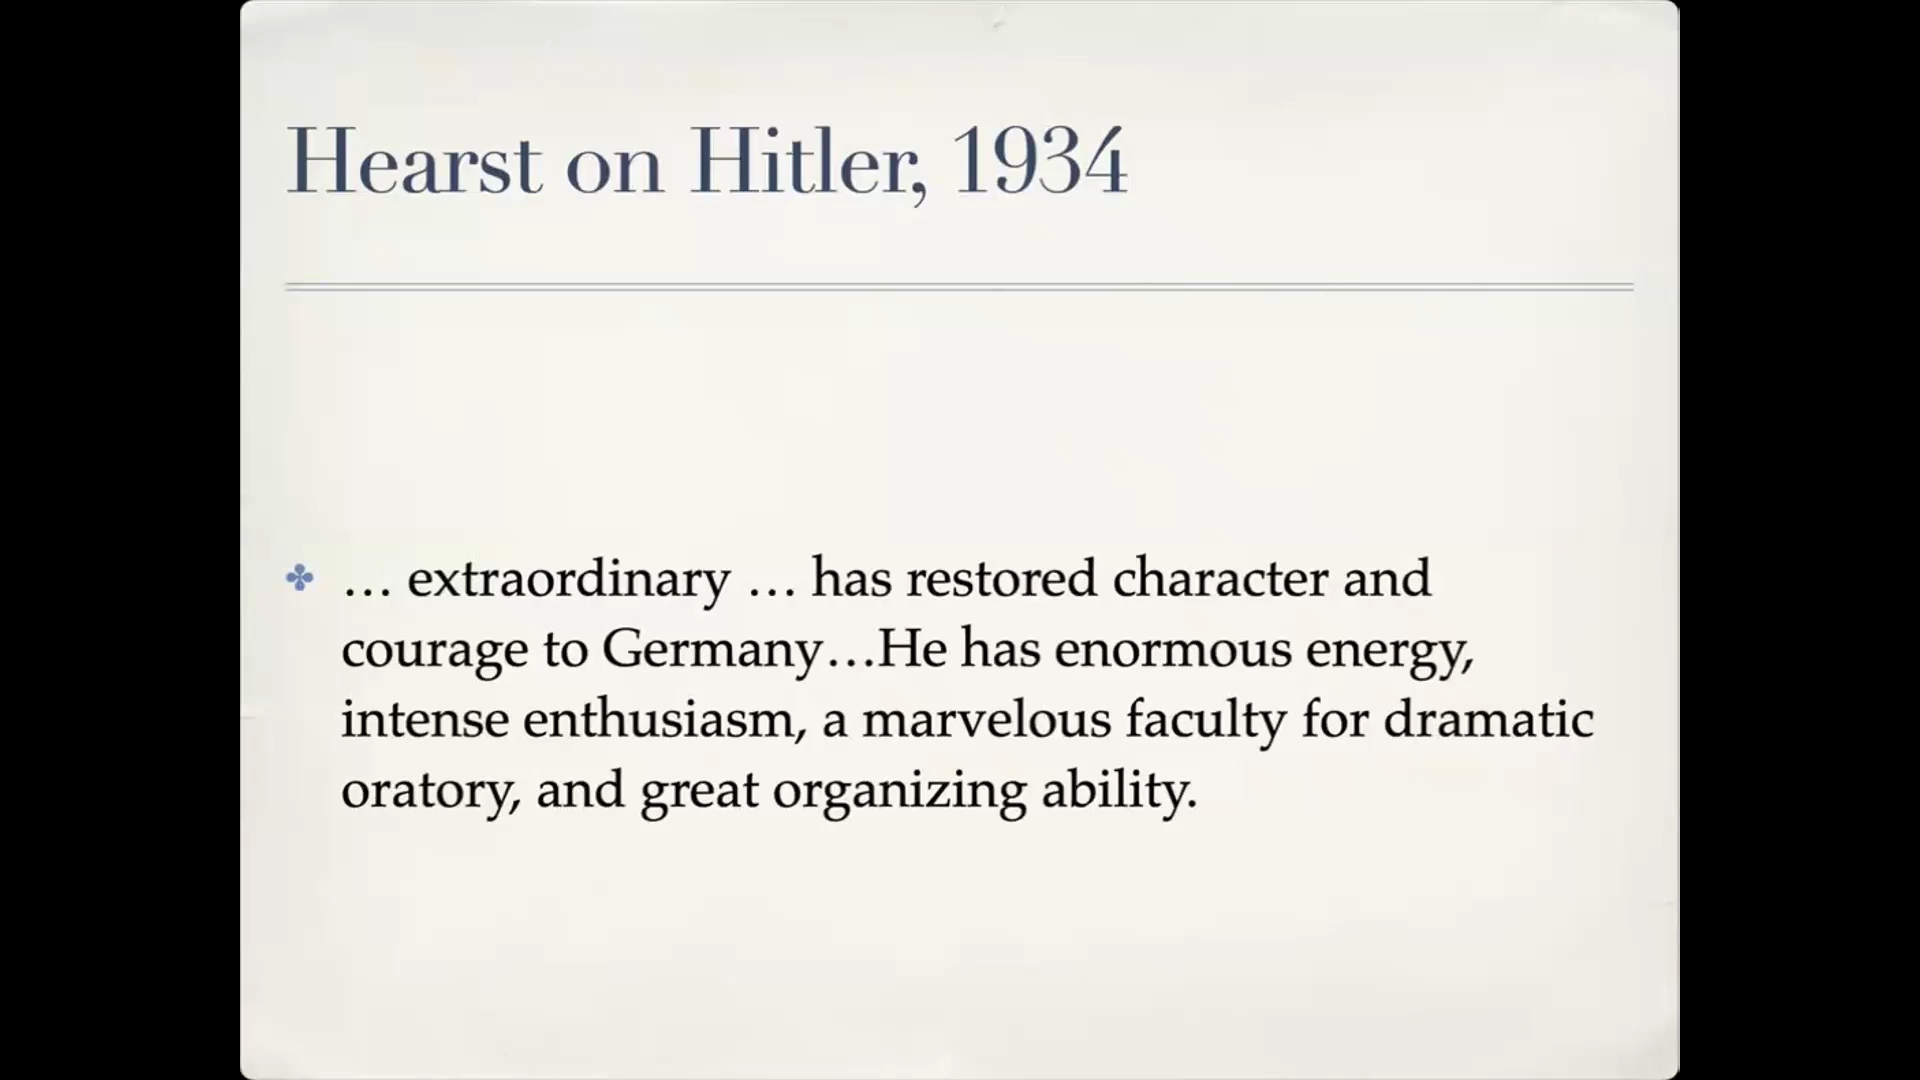 Hearst on Hitler, 1934
… extraordinary … has restored character and
courage to Germany…He has enormous energy,
intense enthusiasm, a marvelous faculty for dramatic
oratory, and great organizing ability.